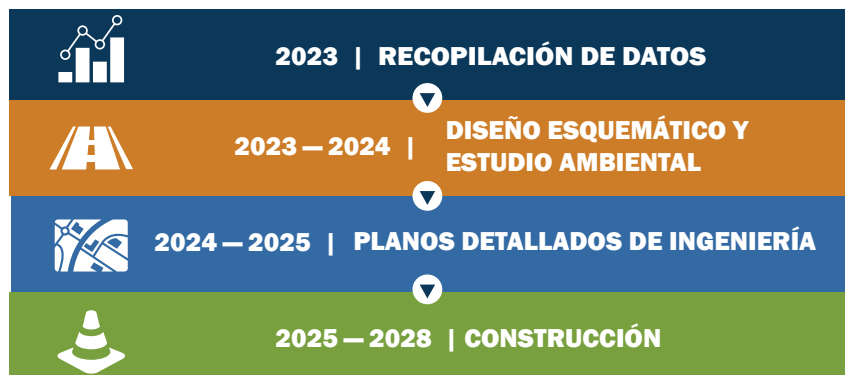 2023 | RECOPILACIÓN DE DATOS
2023 — 2024 | DISEÑO ESQUEMÁTICO Y
ESTUDIO AMBIENTAL
2024 — 2025 | PLANOS DETALLADOS DE INGENIERÍA
2025 — 2028 | CONSTRUCCIÓN